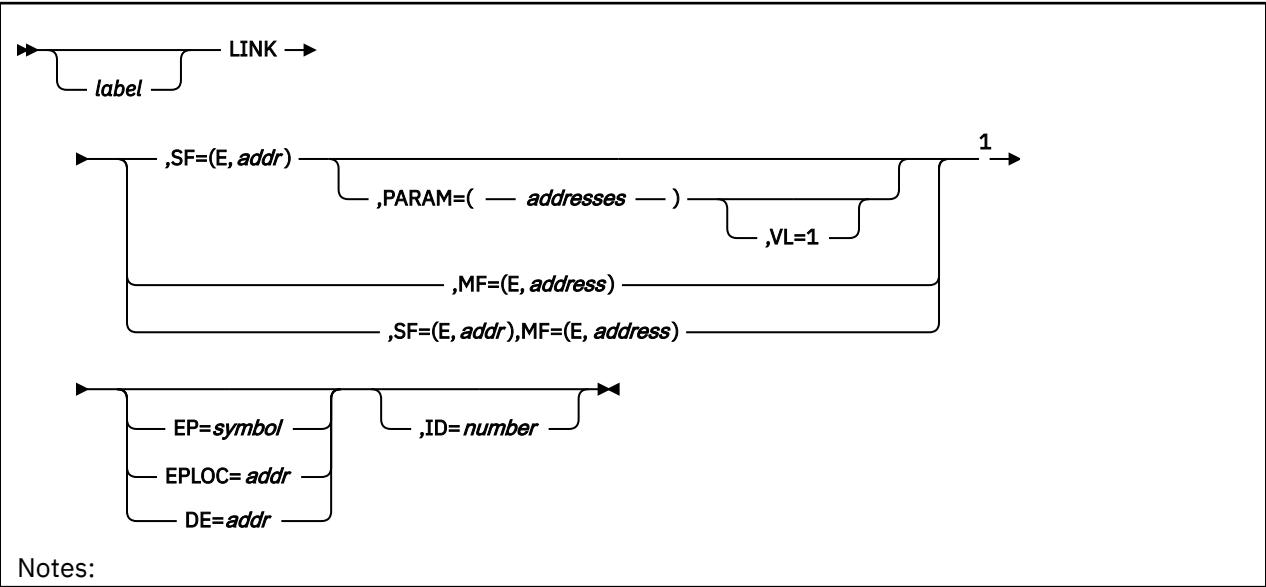 LINK
label
1
,SF=(E, addr)
,PARAM=( addresses )
,VL=1
,MF=(E, address)
,SF=(E, addr),MF=(E, address)
EP=symbol
,ID=number
EPLOC= addr
DE=addr
Notes: